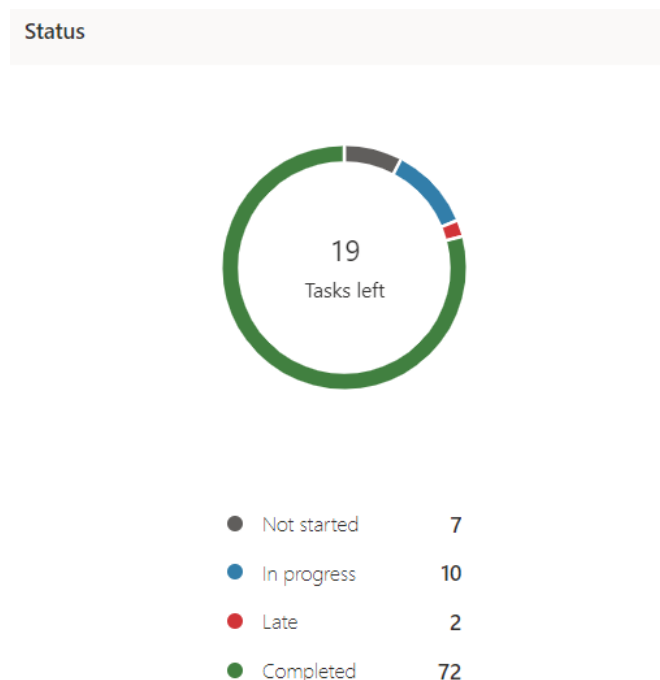 Status
19
Tasks left
Not started 7
In progress 10
Late 2
Completed 72